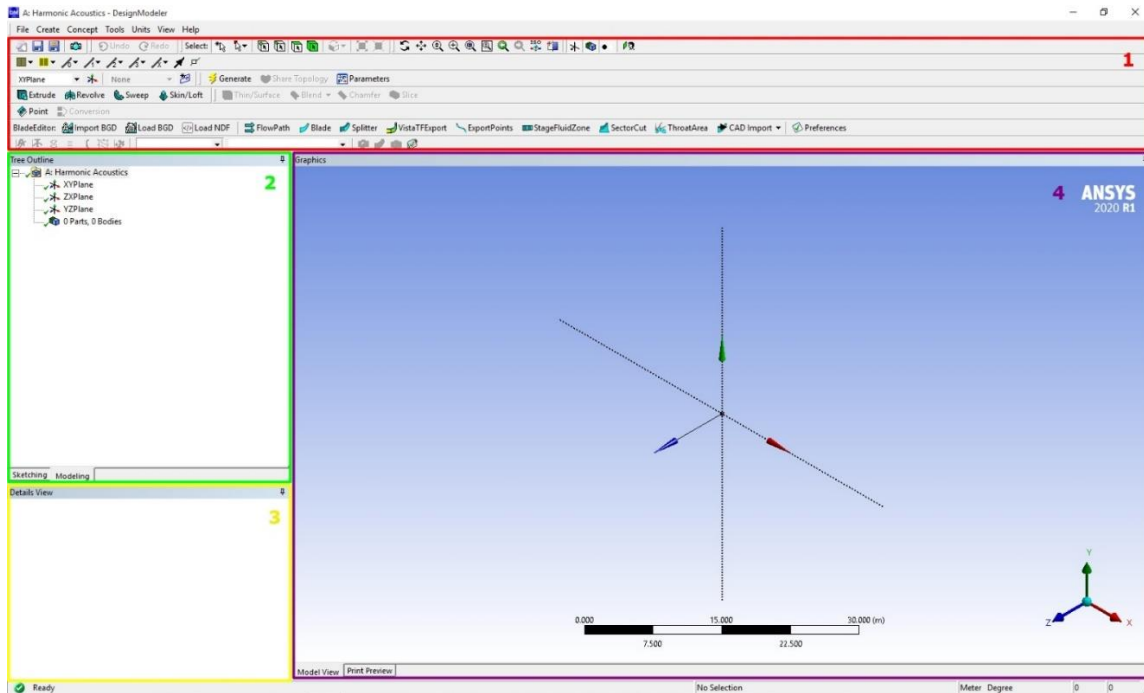 A: Harmonic Acoustics - DesignModeler
File Create Concept Tools Units View Help
Undo Redo Select:
1
XYPlane None Generate Share Topology Parameters
Extrude Revolve Sweep Skin/Loft Thin/Surface Blend Chamfer Slice
Point Conversion
BladeEditor: Import BGD Load BGD Load NDF FlowPath Blade Splitter VistaTFExport ExportPoints StageFluidZone SectorCut ThroatArea CAD Import Preferences
Tree Outline
2
A: Harmonic Acoustics
XYPlane
ZXPlane
YZPlane
0 Parts, 0 Bodies
Sketching Modeling
Details View
3
Graphics
4
ANSYS
2020 R1
Y
Z X
0.000 15.000 30.000 (m)
7.500 22.500
Model View Print Preview
Ready No Selection Meter Degree 0 0